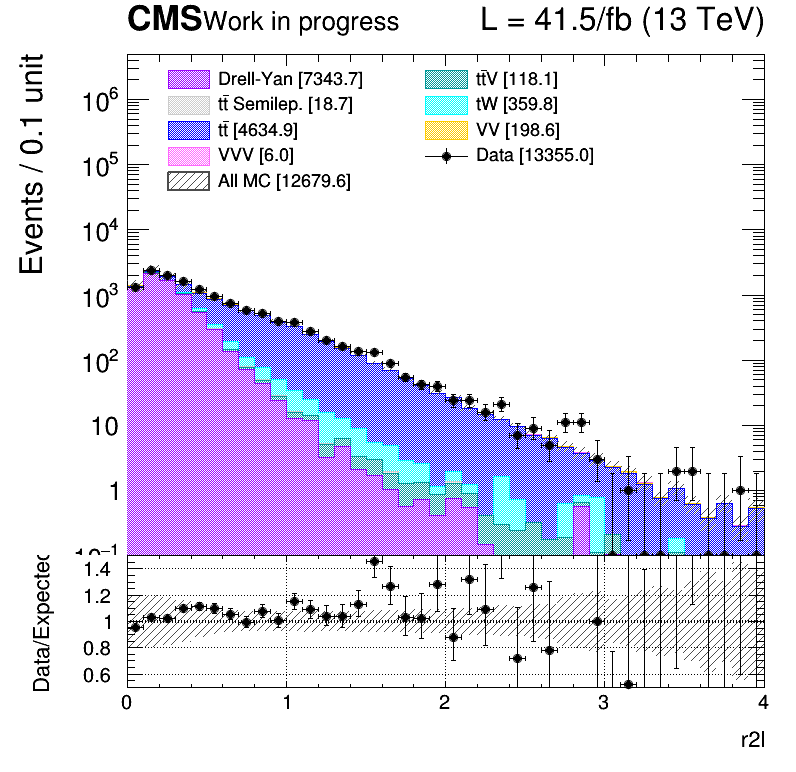 CMS Work in progress L = 41.5/fb (13 TeV)
Events / 0.1 unit
Drell-Yan [7343.7]
tt̄ Semilep. [18.7]
tt̄ [4634.9]
VVV [6.0]
All MC [12679.6]
tt̄V [118.1]
tW [359.8]
VV [198.6]
Data [13355.0]
10⁶
10⁵
10⁴
10³
10²
10
1
10⁻¹
Data/Expected
1.4
1.2
1
0.8
0.6
0 1 2 3 4
r2l